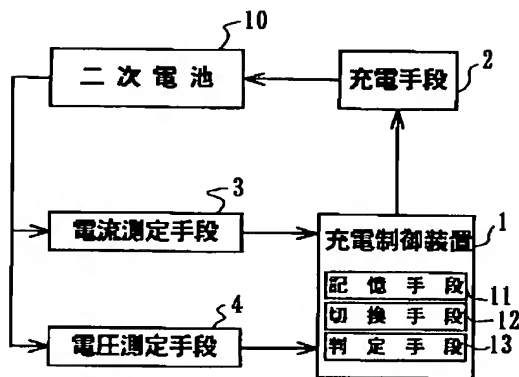 10
二次電池
2
充電手段
3
電流測定手段
1
充電制御装置
記憶手段
11
切換手段
12
判定手段
13
4
電圧測定手段